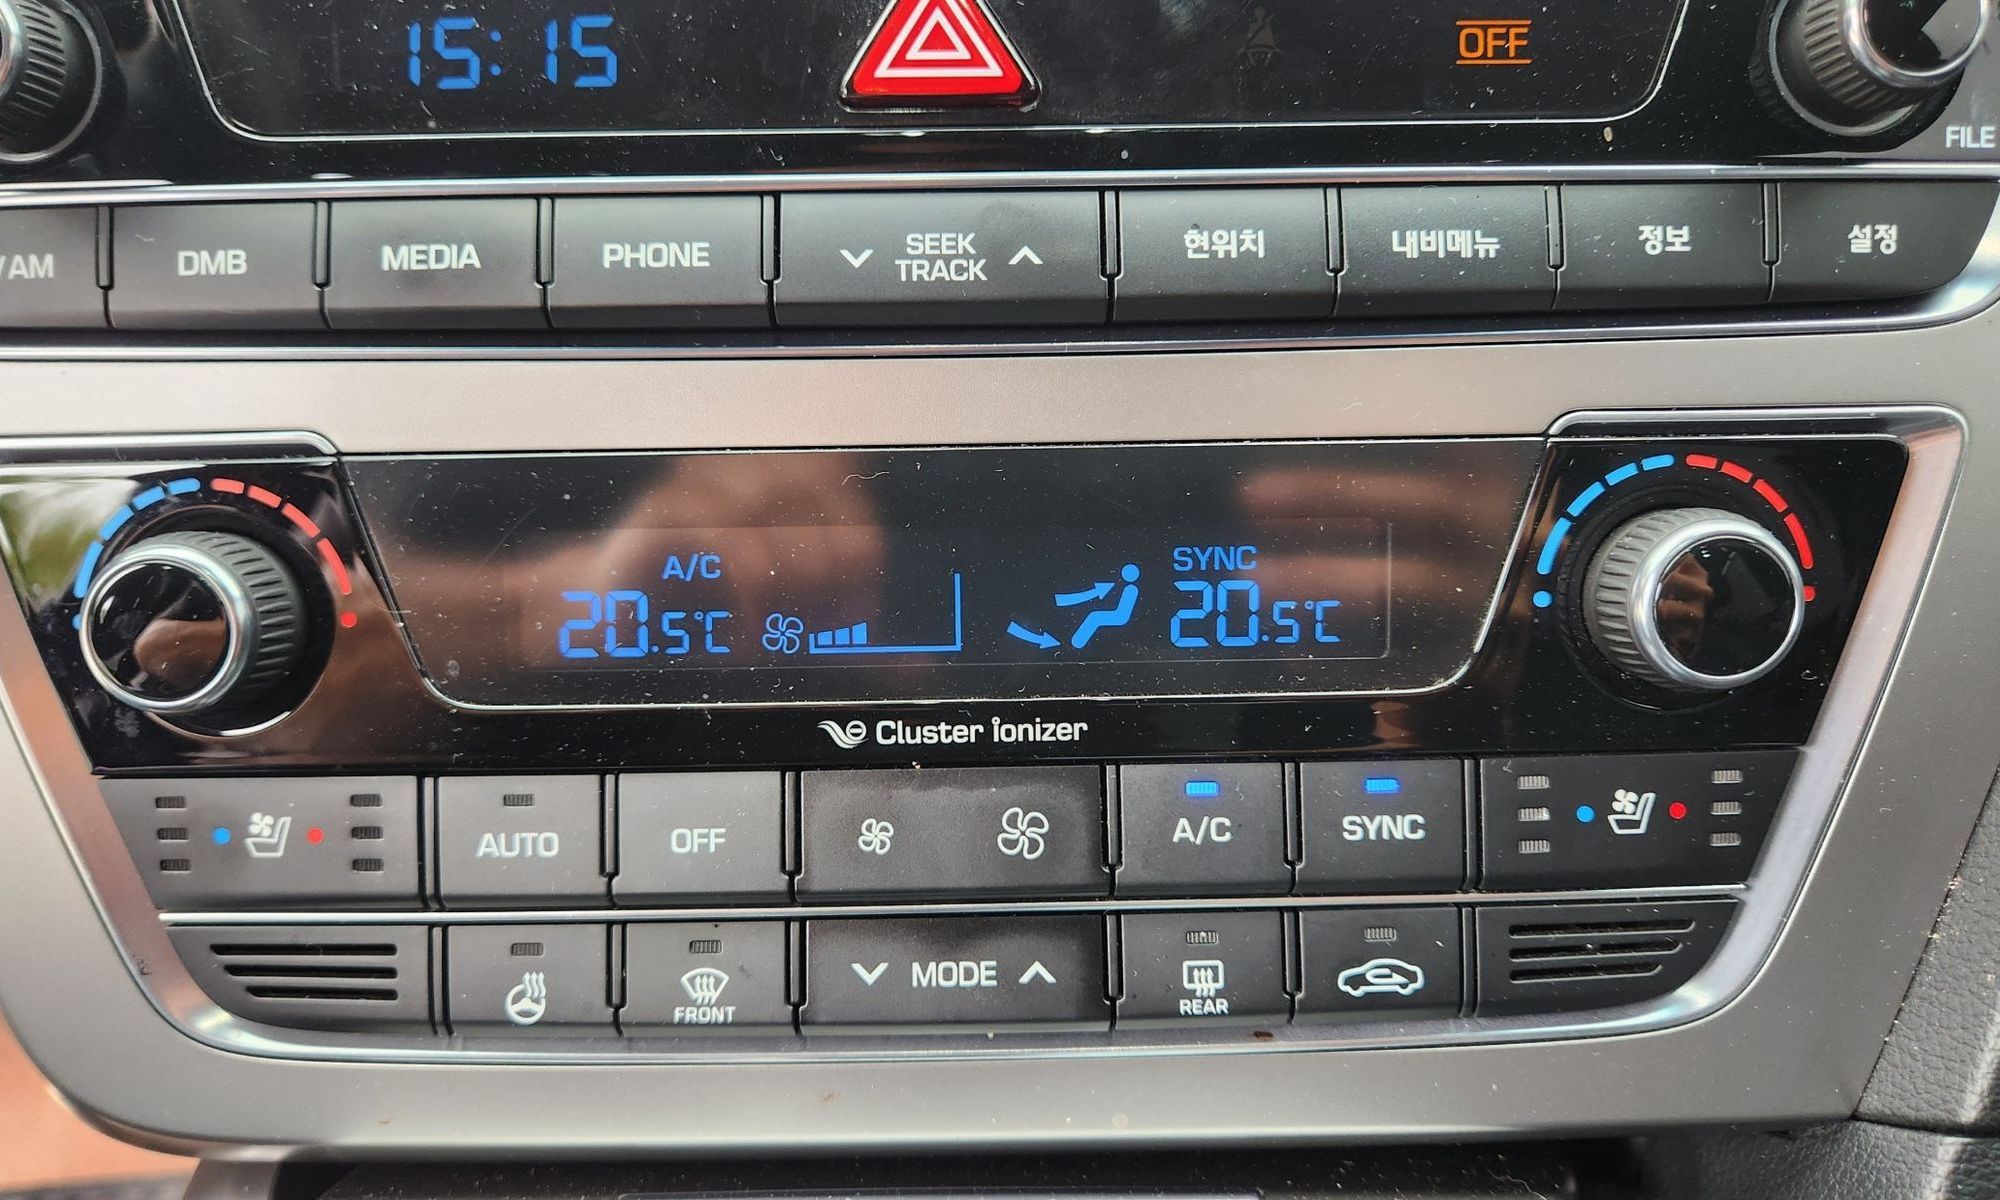 15:15
OFF
FILE
/AM
DMB
MEDIA
PHONE
SEEK
TRACK
현위치
내비메뉴
정보
설정
A/C
SYNC
20.5℃
20.5℃
Cluster ionizer
AUTO
OFF
A/C
SYNC
FRONT
MODE
REAR